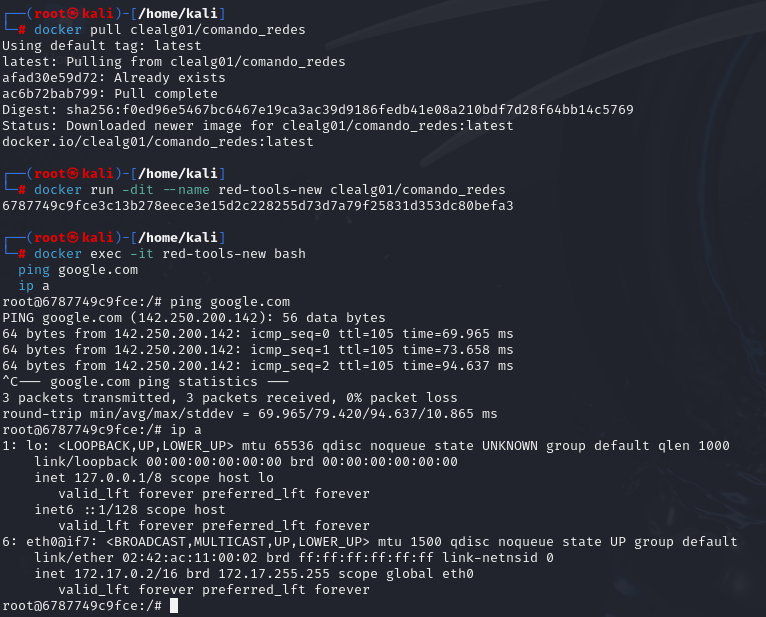 ┌──(root㉿kali)-[/home/kali]
└─# docker pull clealg01/comando_redes
Using default tag: latest
latest: Pulling from clealg01/comando_redes
afad30e59d72: Already exists
ac6b72bab799: Pull complete
Digest: sha256:f0ed96e5467bc6467e19ca3ac39d9186fedb41e08a210bdf7d28f64bb14c5769
Status: Downloaded newer image for clealg01/comando_redes:latest
docker.io/clealg01/comando_redes:latest
┌──(root㉿kali)-[/home/kali]
└─# docker run -dit --name red-tools-new clealg01/comando_redes
6787749c9fce3c13b278eece3e15d2c228255d73d7a79f25831d353dc80befa3
┌──(root㉿kali)-[/home/kali]
└─# docker exec -it red-tools-new bash
  ping google.com
  ip a
root@6787749c9fce:/# ping google.com
PING google.com (142.250.200.142): 56 data bytes
64 bytes from 142.250.200.142: icmp_seq=0 ttl=105 time=69.965 ms
64 bytes from 142.250.200.142: icmp_seq=1 ttl=105 time=73.658 ms
64 bytes from 142.250.200.142: icmp_seq=2 ttl=105 time=94.637 ms
^C--- google.com ping statistics ---
3 packets transmitted, 3 packets received, 0% packet loss
round-trip min/avg/max/stddev = 69.965/79.420/94.637/10.865 ms
root@6787749c9fce:/# ip a
1: lo: <LOOPBACK,UP,LOWER_UP> mtu 65536 qdisc noqueue state UNKNOWN group default qlen 1000
    link/loopback 00:00:00:00:00:00 brd 00:00:00:00:00:00
    inet 127.0.0.1/8 scope host lo
       valid_lft forever preferred_lft forever
    inet6 ::1/128 scope host
       valid_lft forever preferred_lft forever
6: eth0@if7: <BROADCAST,MULTICAST,UP,LOWER_UP> mtu 1500 qdisc noqueue state UP group default
    link/ether 02:42:ac:11:00:02 brd ff:ff:ff:ff:ff:ff link-netnsid 0
    inet 172.17.0.2/16 brd 172.17.255.255 scope global eth0
       valid_lft forever preferred_lft forever
root@6787749c9fce:/#